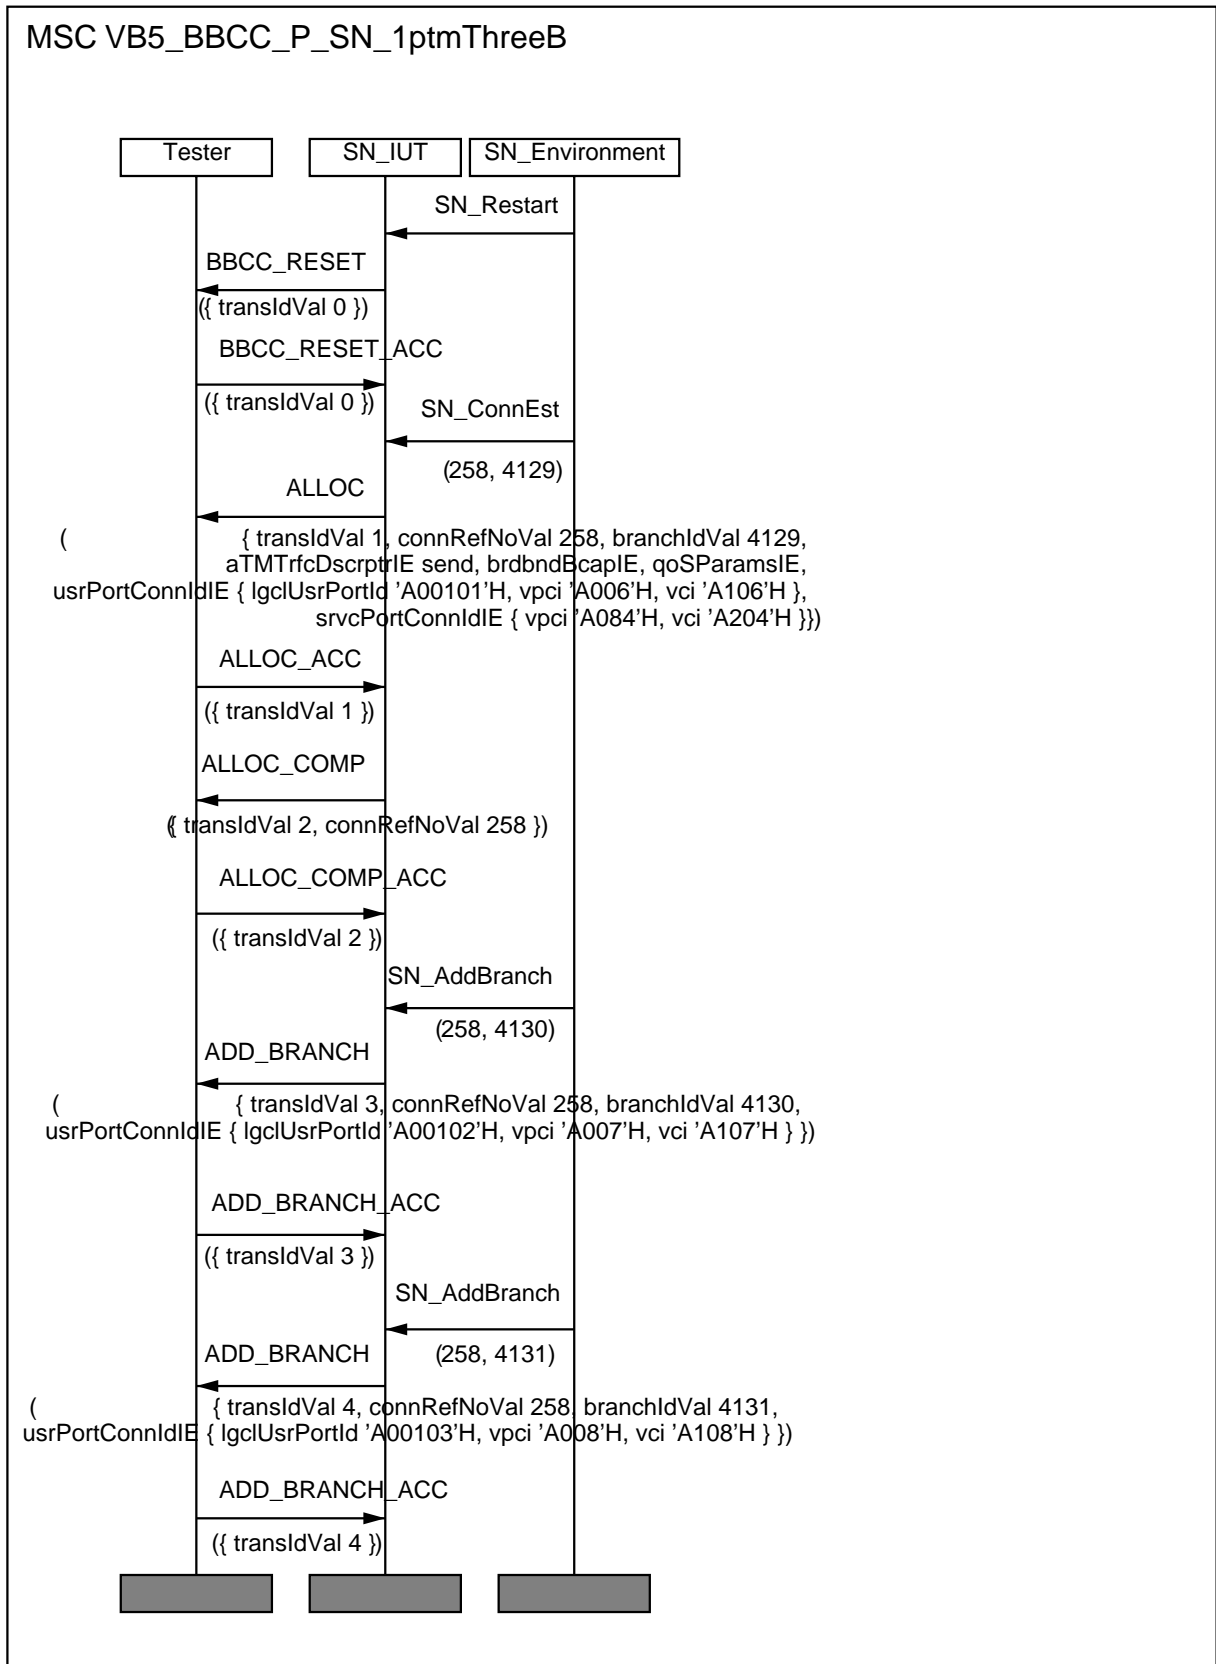 MSC VB5_BBCC_P_SN_1ptmThreeB
Tester SN_IUT SN_Environment
SN_Restart
BBCC_RESET
({ transIdVal 0 })
BBCC_RESET_ACC
({ transIdVal 0 })
SN_ConnEst
(258, 4129)
ALLOC
( { transIdVal 1, connRefNoVal 258, branchIdVal 4129,
aTMTrfcDscrptrIE send, brdbndBcapIE, qoSParamsIE,
usrPortConnIdIE { lgclUsrPortId 'A00101'H, vpci 'A006'H, vci 'A106'H },
srvcPortConnIdIE { vpci 'A084'H, vci 'A204'H }})
ALLOC_ACC
({ transIdVal 1 })
ALLOC_COMP
({ transIdVal 2, connRefNoVal 258 })
ALLOC_COMP_ACC
({ transIdVal 2 })
SN_AddBranch
(258, 4130)
ADD_BRANCH
( { transIdVal 3, connRefNoVal 258, branchIdVal 4130,
usrPortConnIdIE { lgclUsrPortId 'A00102'H, vpci 'A007'H, vci 'A107'H } })
ADD_BRANCH_ACC
({ transIdVal 3 })
SN_AddBranch
(258, 4131)
ADD_BRANCH
( { transIdVal 4, connRefNoVal 258, branchIdVal 4131,
usrPortConnIdIE { lgclUsrPortId 'A00103'H, vpci 'A008'H, vci 'A108'H } })
ADD_BRANCH_ACC
({ transIdVal 4 })